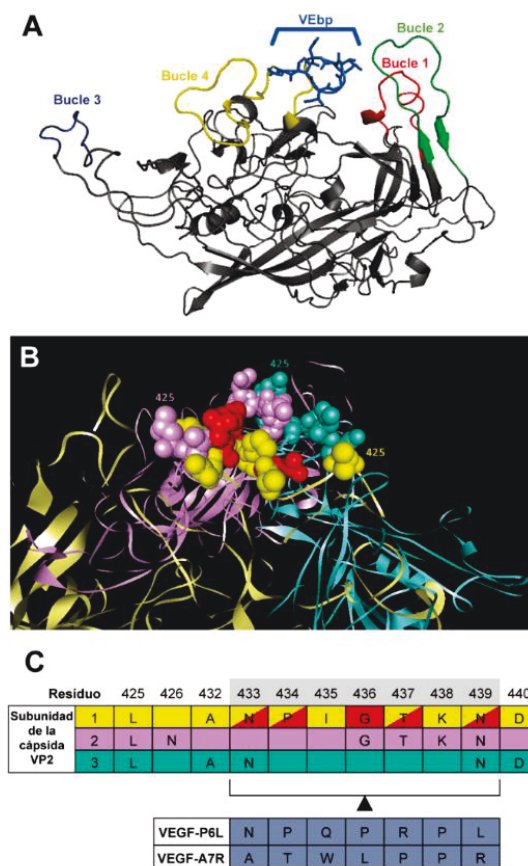 A
VEbp
Bucle 2
Bucle 4
Bucle 1
Bucle 3
B
425
425
425
C
Residuo 425 426 432 433 434 435 436 437 438 439 440
Subunidad de la cápsida VP2
1 L A N P I G T K N D
2 L N G T K N
3 L A N N D
VEGF-P6L N P Q P R P L
VEGF-A7R A T W L P P R